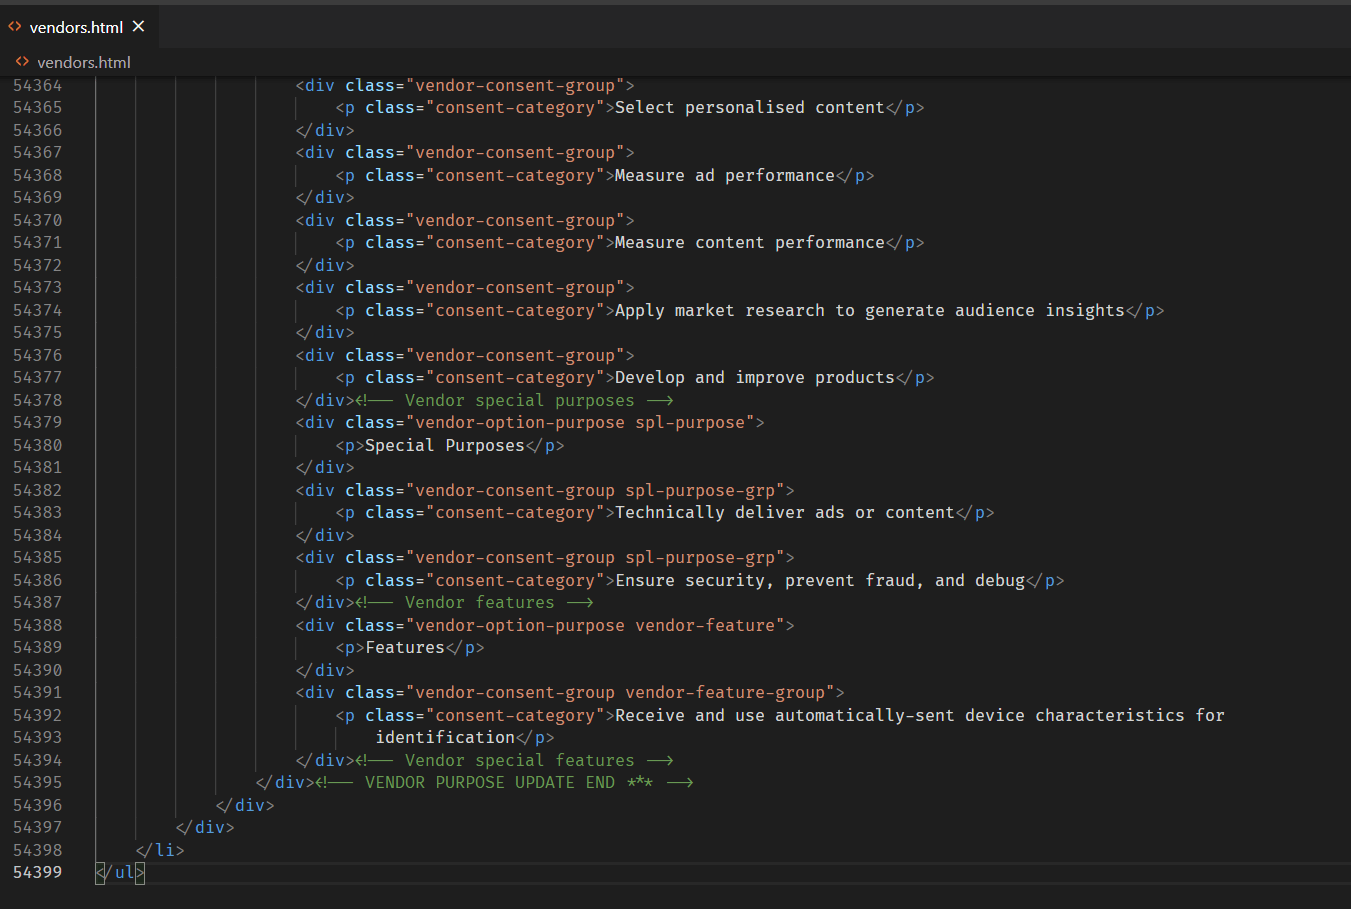 vendors.html
vendors.html
54364 <div class="vendor-consent-group">
54365 <p class="consent-category">Select personalised content</p>
54366 </div>
54367 <div class="vendor-consent-group">
54368 <p class="consent-category">Measure ad performance</p>
54369 </div>
54370 <div class="vendor-consent-group">
54371 <p class="consent-category">Measure content performance</p>
54372 </div>
54373 <div class="vendor-consent-group">
54374 <p class="consent-category">Apply market research to generate audience insights</p>
54375 </div>
54376 <div class="vendor-consent-group">
54377 <p class="consent-category">Develop and improve products</p>
54378 </div><!-- Vendor special purposes -->
54379 <div class="vendor-option-purpose spl-purpose">
54380 <p>Special Purposes</p>
54381 </div>
54382 <div class="vendor-consent-group spl-purpose-grp">
54383 <p class="consent-category">Technically deliver ads or content</p>
54384 </div>
54385 <div class="vendor-consent-group spl-purpose-grp">
54386 <p class="consent-category">Ensure security, prevent fraud, and debug</p>
54387 </div><!-- Vendor features -->
54388 <div class="vendor-option-purpose vendor-feature">
54389 <p>Features</p>
54390 </div>
54391 <div class="vendor-consent-group vendor-feature-group">
54392 <p class="consent-category">Receive and use automatically-sent device characteristics for
54393 identification</p>
54394 </div><!-- Vendor special features -->
54395 </div><!-- VENDOR PURPOSE UPDATE END *** -->
54396 </div>
54397 </div>
54398 </li>
54399 </ul>